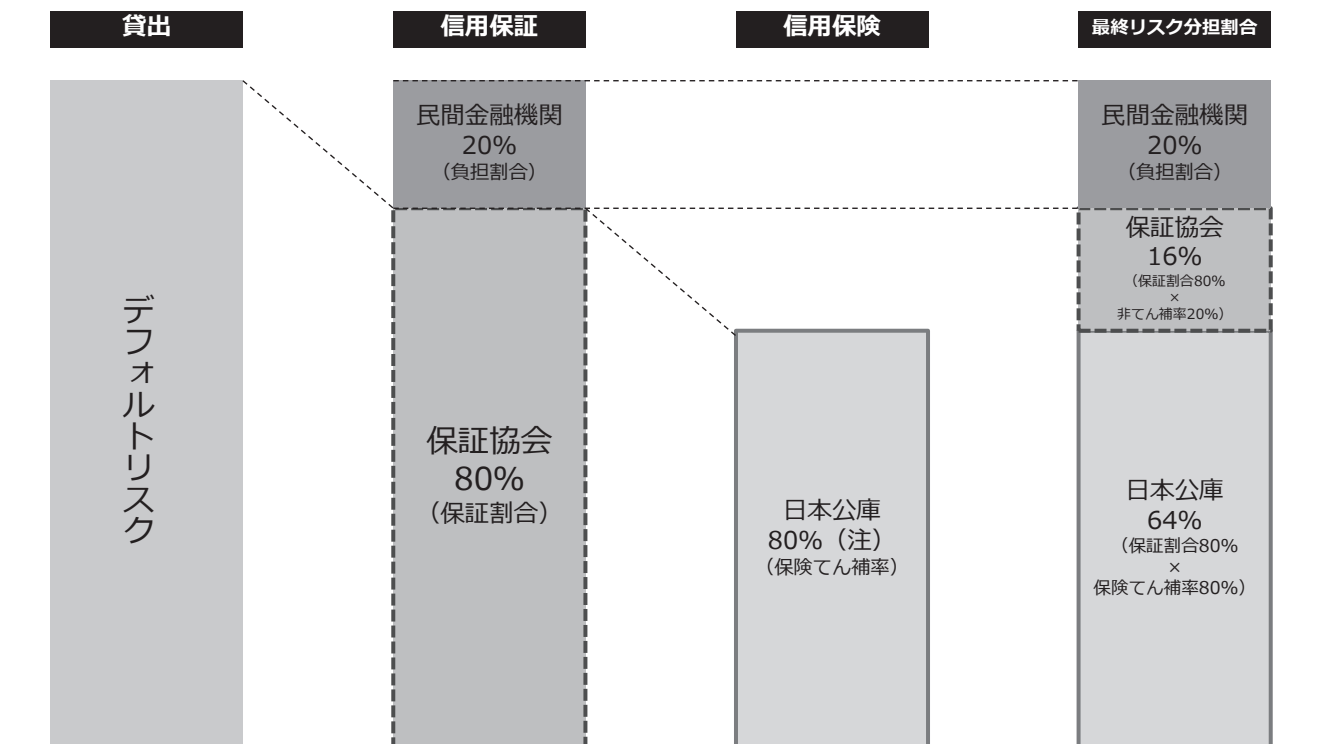 貸出
信用保証
信用保険
最終リスク分担割合
デフォルトリスク
民間金融機関
20%
（負担割合）
保証協会
80%
（保証割合）
日本公庫
80%（注）
（保険てん補率）
民間金融機関
20%
（負担割合）
保証協会
16%
（保証割合80%
×
非てん補率20%）
日本公庫
64%
（保証割合80%
×
保険てん補率80%）